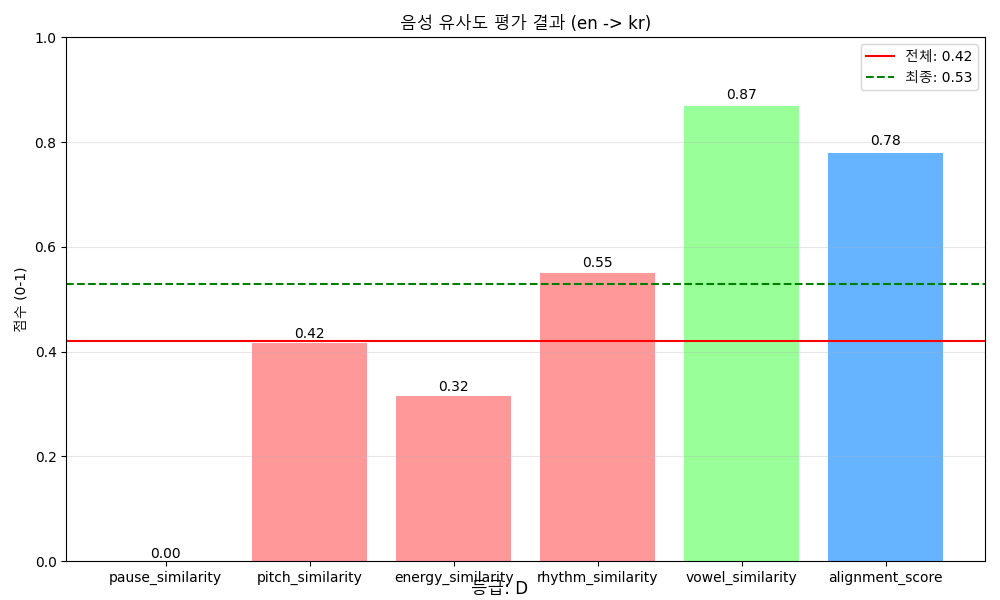 음성 유사도 평가 결과 (en -> kr)
전체: 0.42
최종: 0.53
점수 (0-1)
1.0
0.8
0.6
0.4
0.2
0.0
0.00
0.42
0.32
0.55
0.87
0.78
pause_similarity
pitch_similarity
energy_similarity
rhythm_similarity
vowel_similarity
alignment_score
등급: D